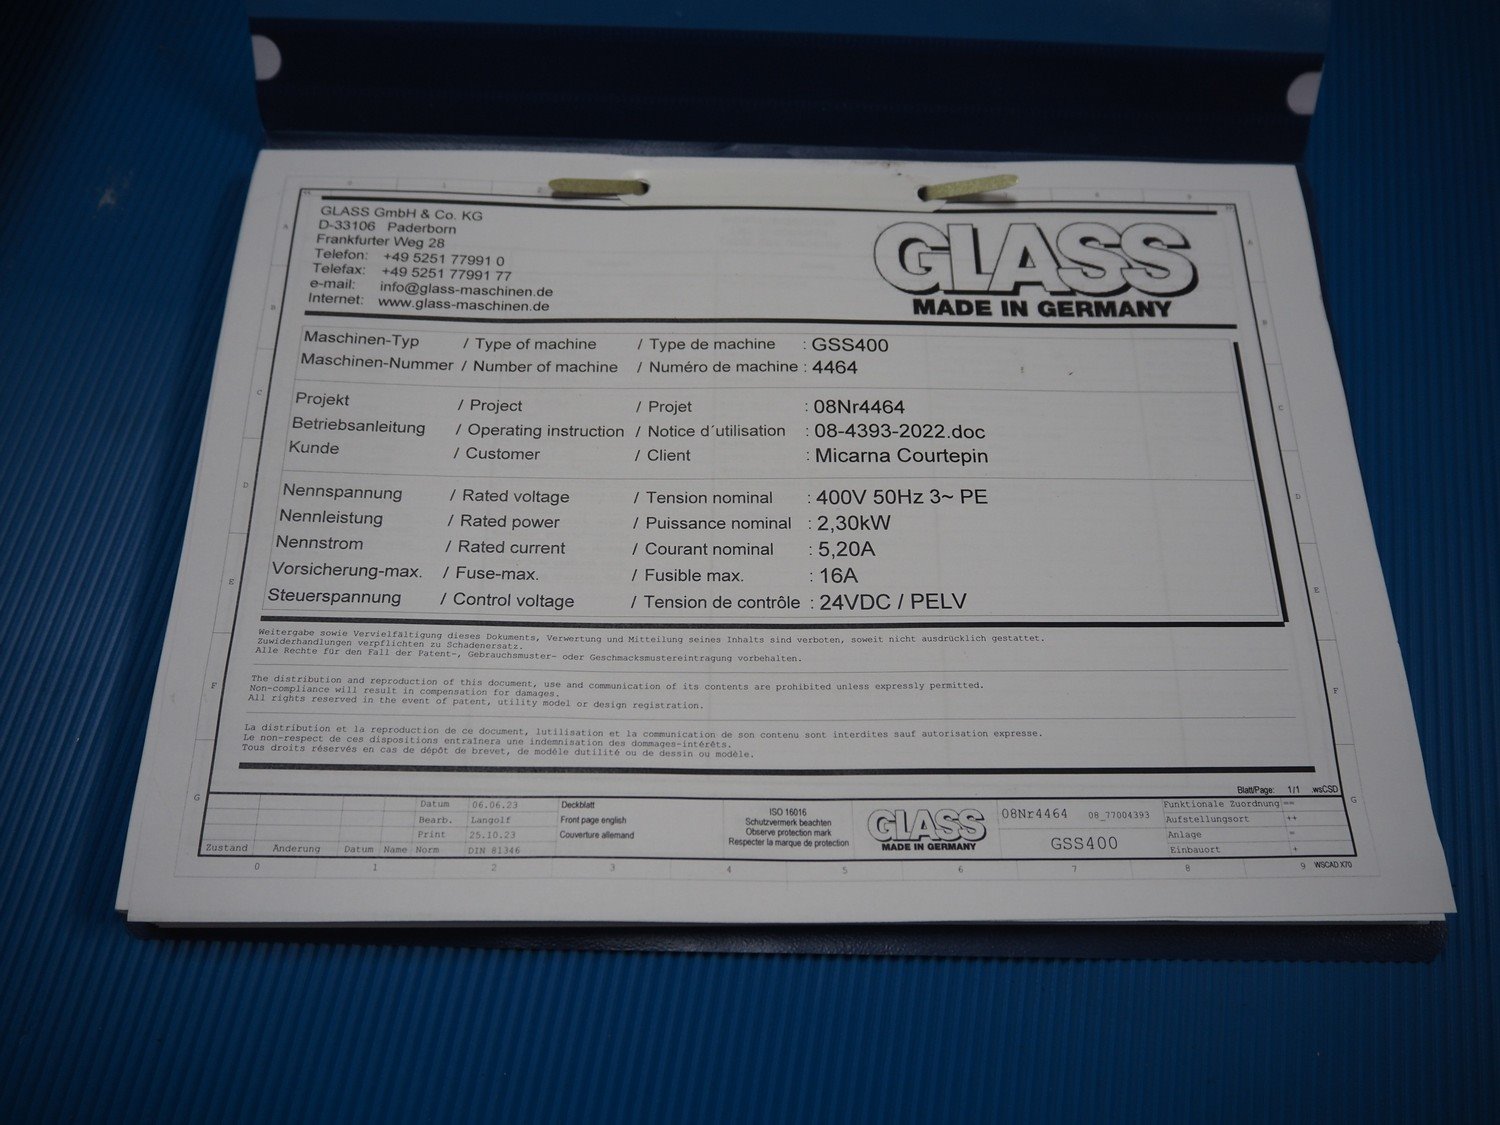 GLASS GmbH & Co. KG
D-33106 Paderborn
Frankfurter Weg 28
Telefon: +49 5251 77991 0
Telefax: +49 5251 77991 77
e-mail: info@glass-maschinen.de
Internet: www.glass-maschinen.de
GLASS
MADE IN GERMANY
Maschinen-Typ / Type of machine / Type de machine : GSS400
Maschinen-Nummer / Number of machine / Numéro de machine : 4464
Projekt / Project / Projet : 08Nr4464
Betriebsanleitung / Operating instruction / Notice d´utilisation : 08-4393-2022.doc
Kunde / Customer / Client : Micarna Courtepin
Nennspannung / Rated voltage / Tension nominal : 400V 50Hz 3~ PE
Nennleistung / Rated power / Puissance nominal : 2,30kW
Nennstrom / Rated current / Courant nominal : 5,20A
Vorsicherung-max. / Fuse-max. / Fusible max. : 16A
Steuerspannung / Control voltage / Tension de contrôle : 24VDC / PELV
Weitergabe sowie Vervielfältigung dieses Dokuments, Verwertung und Mitteilung seines Inhalts sind verboten, soweit nicht ausdrücklich gestattet.
Zuwiderhandlungen verpflichten zu Schadenersatz.
Alle Rechte für den Fall der Patent-, Gebrauchsmuster- oder Geschmacksmustereintragung vorbehalten.
The distribution and reproduction of this document, use and communication of its contents are prohibited unless expressly permitted.
Non-compliance will result in compensation for damages.
All rights reserved in the event of patent, utility model or design registration.
La distribution et la reproduction de ce document, lutilisation et la communication de son contenu sont interdites sauf autorisation expresse.
Le non-respect de ces dispositions entraînera une indemnisation des dommages-intérêts.
Tous droits réservés en cas de dépôt de brevet, de modèle dutilité ou de dessin ou modèle.
Blatt/Page: 1/1 .wsCSD
Datum 06.06.23 Deckblatt
Bearb. Langolf Front page english
Print 25.10.23 Couverture allemand
Zustand Änderung Datum Name Norm DIN 81346
ISO 16016
Schutzvermerk beachten
Observe protection mark
Respecter la marque de protection
GLASS
MADE IN GERMANY
08Nr4464 08_77004393
GSS400
Funktionale Zuordnung ==
Aufstellungsort ++
Anlage =
Einbauort +
0 1 2 3 4 5 6 7 8 9 WSCAD X70